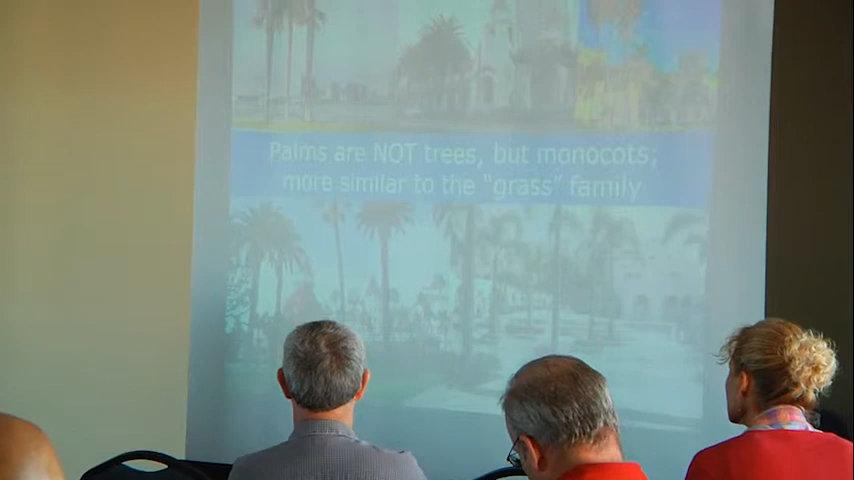 Palms are NOT trees, but monocots;
more similar to the “grass” family